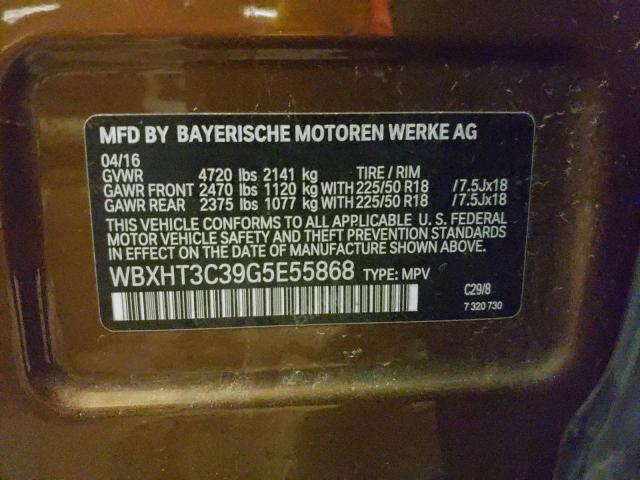 MFD BY BAYERISCHE MOTOREN WERKE AG
04/16
GVWR 4720 lbs 2141 kg TIRE / RIM
GAWR FRONT 2470 lbs 1120 kg WITH 225/50 R18 /7.5Jx18
GAWR REAR 2375 lbs 1077 kg WITH 225/50 R18 /7.5Jx18
THIS VEHICLE CONFORMS TO ALL APPLICABLE U. S. FEDERAL
MOTOR VEHICLE SAFETY AND THEFT PREVENTION STANDARDS
IN EFFECT ON THE DATE OF MANUFACTURE SHOWN ABOVE.
WBXHT3C39G5E55868 TYPE: MPV
C29/8
7 320 730